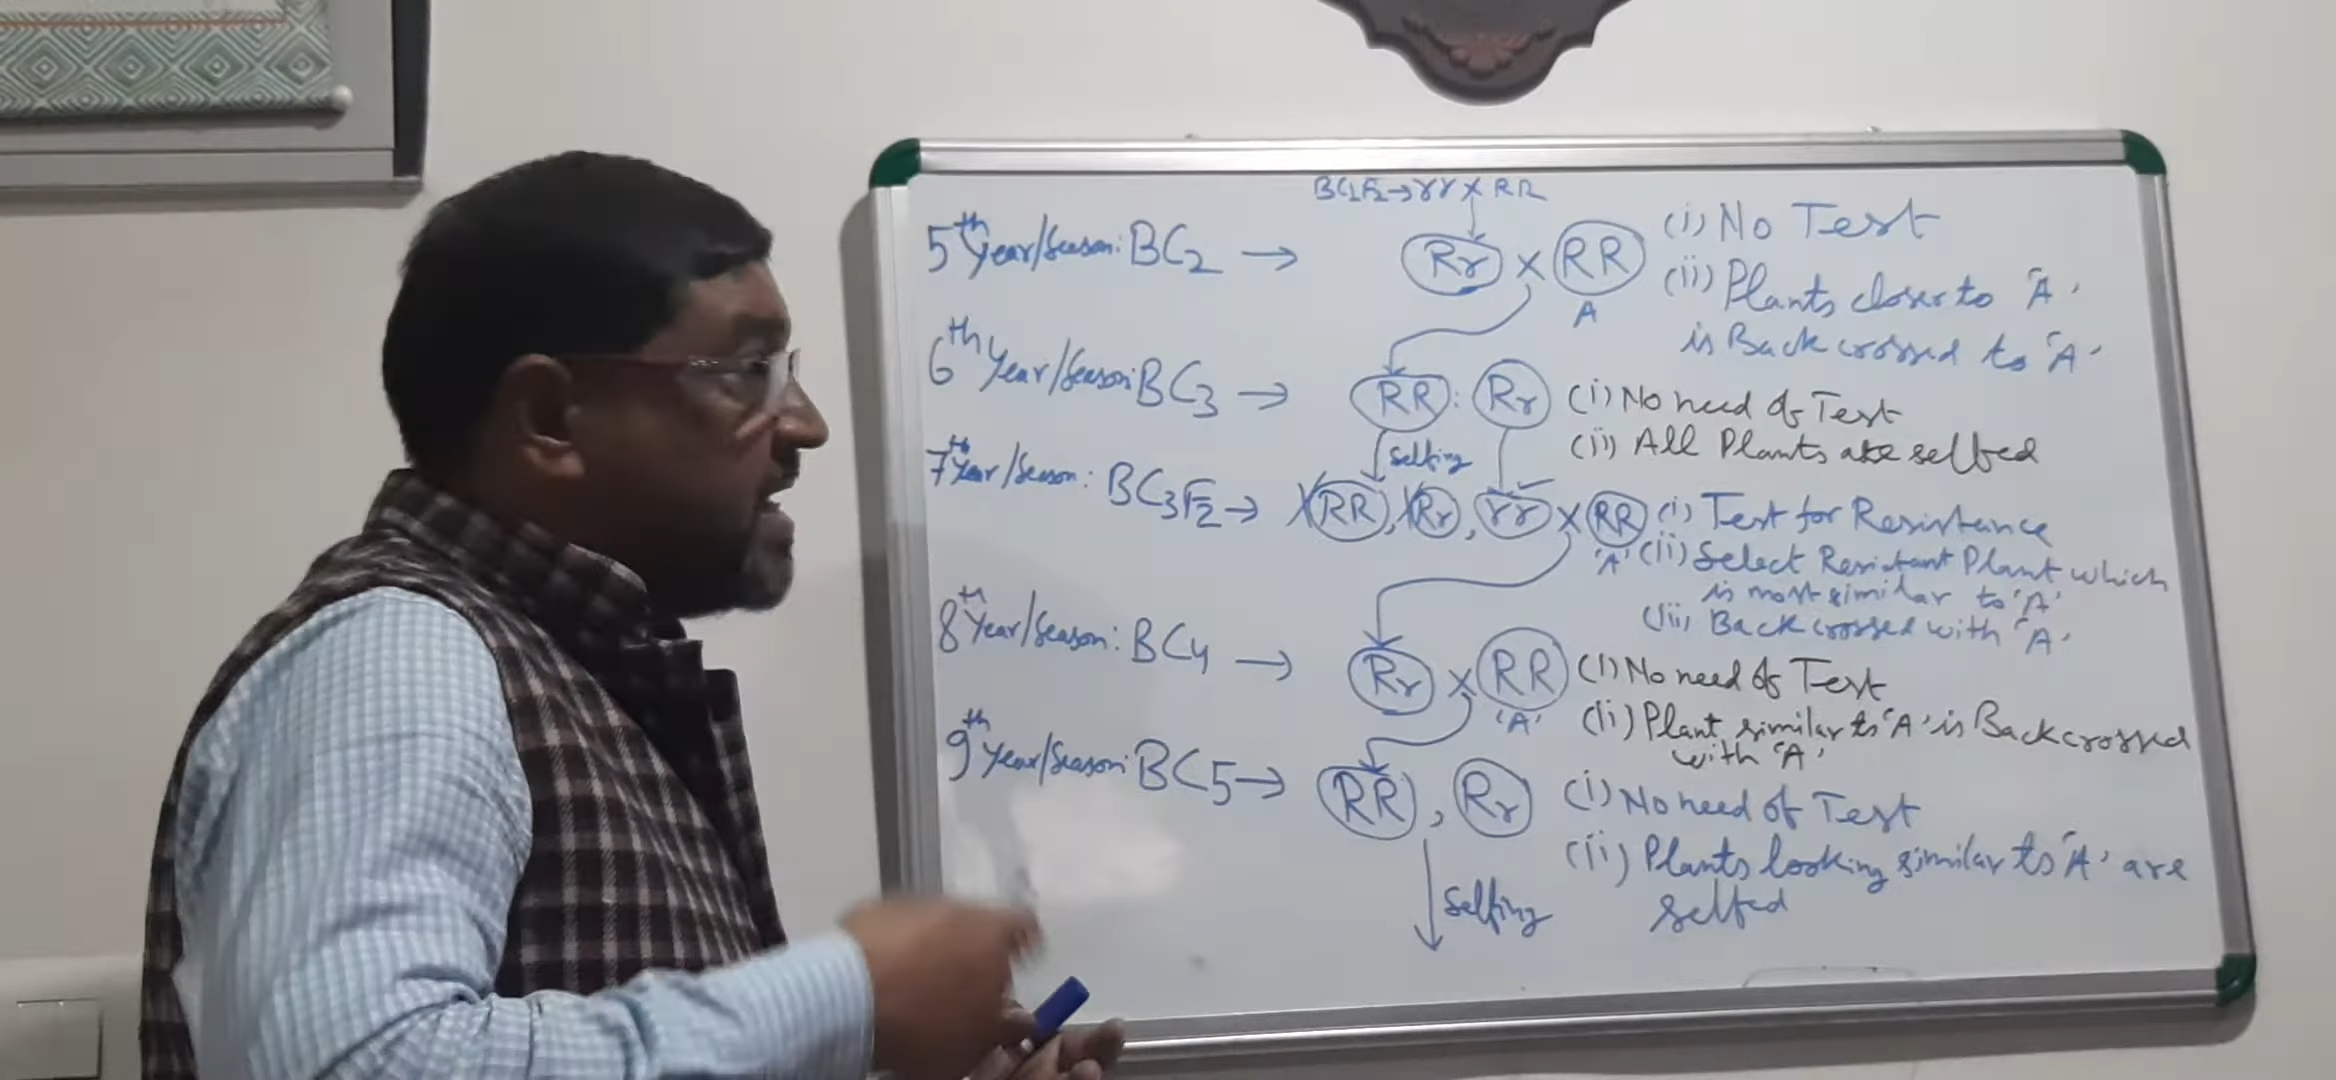 BC1F2→rr X RR
5th Year/Season: BC2 → Rr X RR (i) No Test
A
(ii) Plants closer to 'A'
is Back crossed to 'A'
6th Year/Season: BC3 → RR : Rr (i) No need of Test
(ii) All Plants are selfed
Selfing
7th Year/Season: BC3F2 → X RR, X Rr, rr ✓ X RR (i) Test for Resistance
'A' (ii) Select Resistant Plant which
is most similar to 'A'
(iii) Back crossed with 'A'
8th Year/Season: BC4 → Rr X RR (i) No need of Test
'A' (ii) Plant similar to 'A' is Backcrossed
with 'A'
9th Year/Season: BC5 → RR, Rr (i) No need of Test
(ii) Plants looking similar to 'A' are
selfed
Selfing